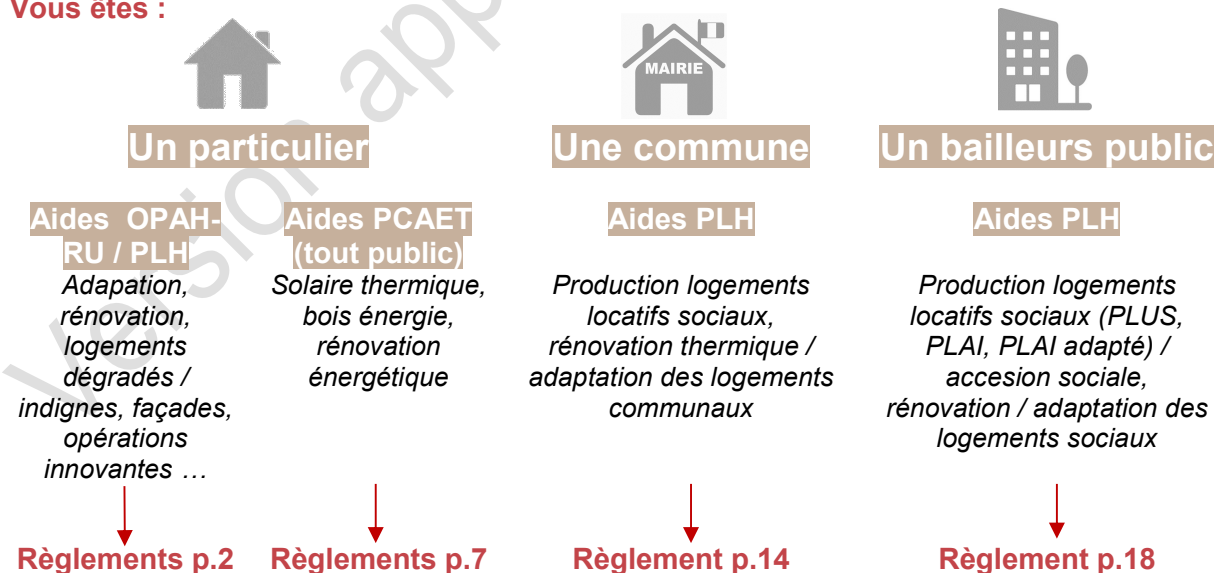 Vous êtes :
MAIRIE
Un particulier
Une commune
Un bailleurs public
Aides OPAH-
RU / PLH
Adapation,
rénovation,
logements
dégradés /
indignes, façades,
opérations
innovantes …
Règlements p.2
Aides PCAET
(tout public)
Solaire thermique,
bois énergie,
rénovation
énergétique
Règlements p.7
Aides PLH
Production logements
locatifs sociaux,
rénovation thermique /
adaptation des logements
communaux
Règlement p.14
Aides PLH
Production logements
locatifs sociaux (PLUS,
PLAI, PLAI adapté) /
accesion sociale,
rénovation / adaptation des
logements sociaux
Règlement p.18
Version app